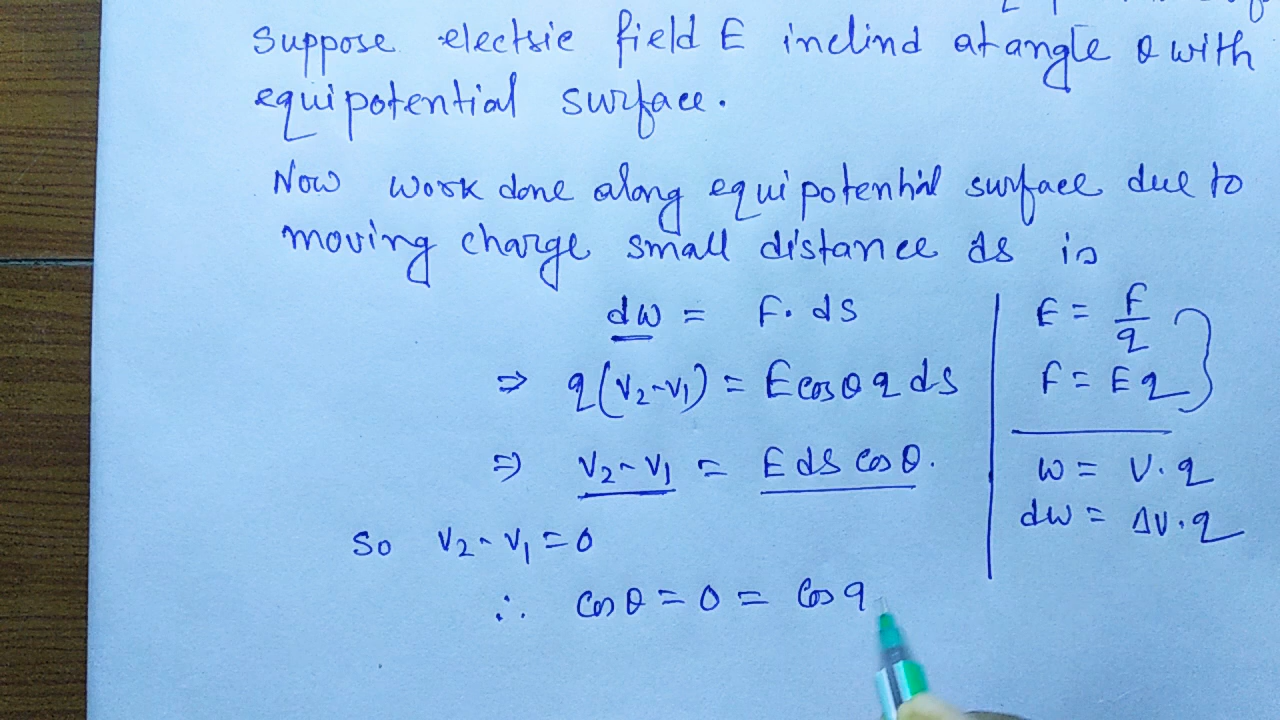 Suppose electsic field E inclind at angle θ with
equipotential surface.
Now work done along equipotential surface due to
moving charge small distance ds is
dw = F. ds
⇒ q(V₂-V₁) = E cos θ q ds
⇒ V₂-V₁ = E ds cos θ.
So V₂-V₁ = 0
∴ cos θ = 0 = cos 9
E = F/q
F = E q
w = V.q
dw = ΔV.q